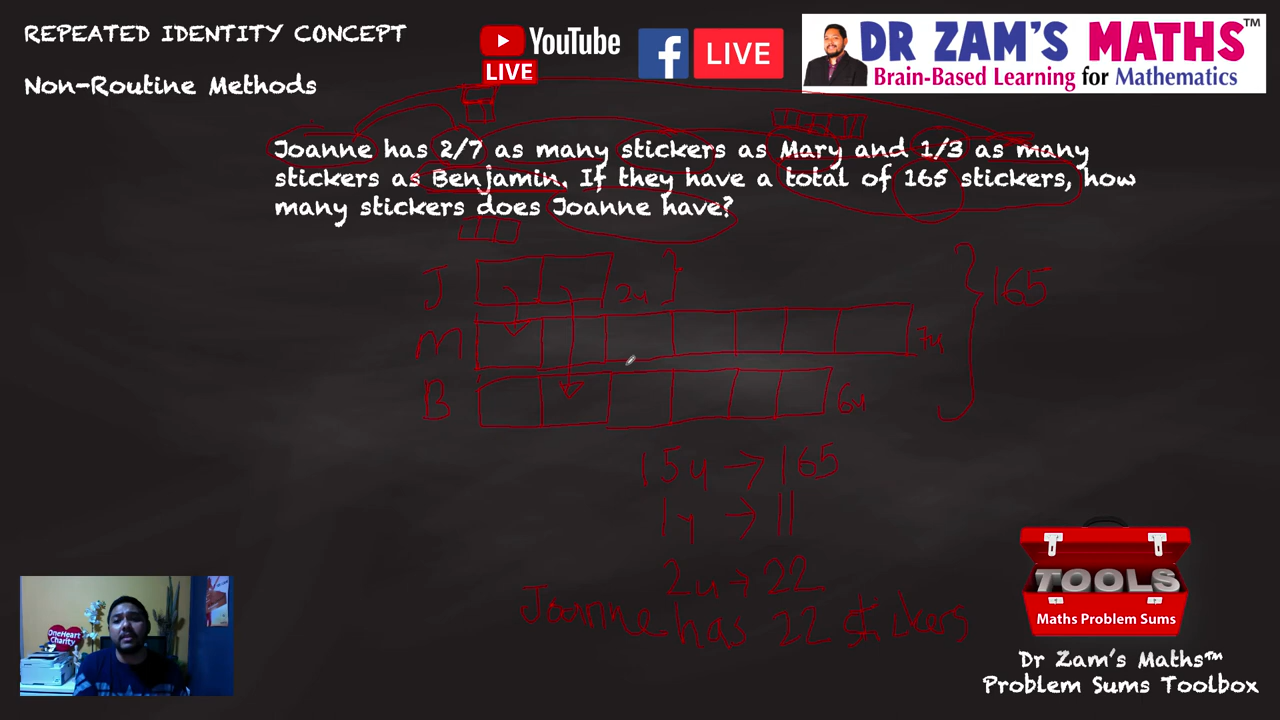 REPEATED IDENTITY CONCEPT
Non-Routine Methods
YouTube
LIVE
f LIVE
DR ZAM'S MATHS™
Brain-Based Learning for Mathematics
Joanne has 2/7 as many stickers as Mary and 1/3 as many
stickers as Benjamin. If they have a total of 165 stickers, how
many stickers does Joanne have?
J 2u
M 7u
B 6u
165
15u → 165
1u → 11
2u → 22
Joanne has 22 stickers
OneHeart
Charity
TOOLS
Maths Problem Sums
Dr Zam's Maths™
Problem Sums Toolbox